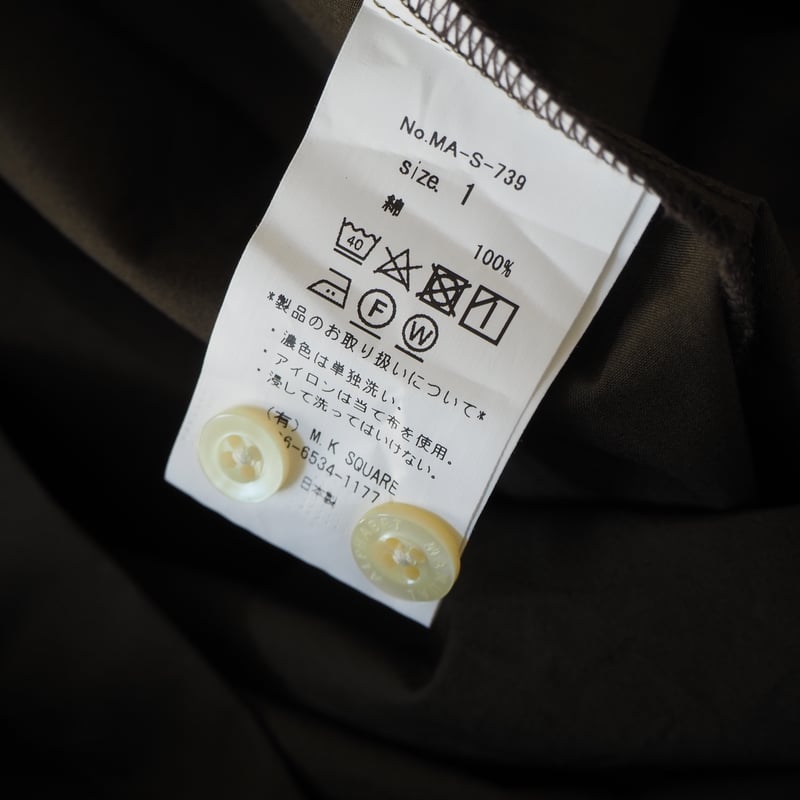 No.MA-S-739
size. 1
綿 100%
40
F W
*製品のお取り扱いについて*
・濃色は単独洗い。
・アイロンは当て布を使用。
・浸して洗ってはいけない。
(有) M.K SQUARE
6-6534-1177
日本製